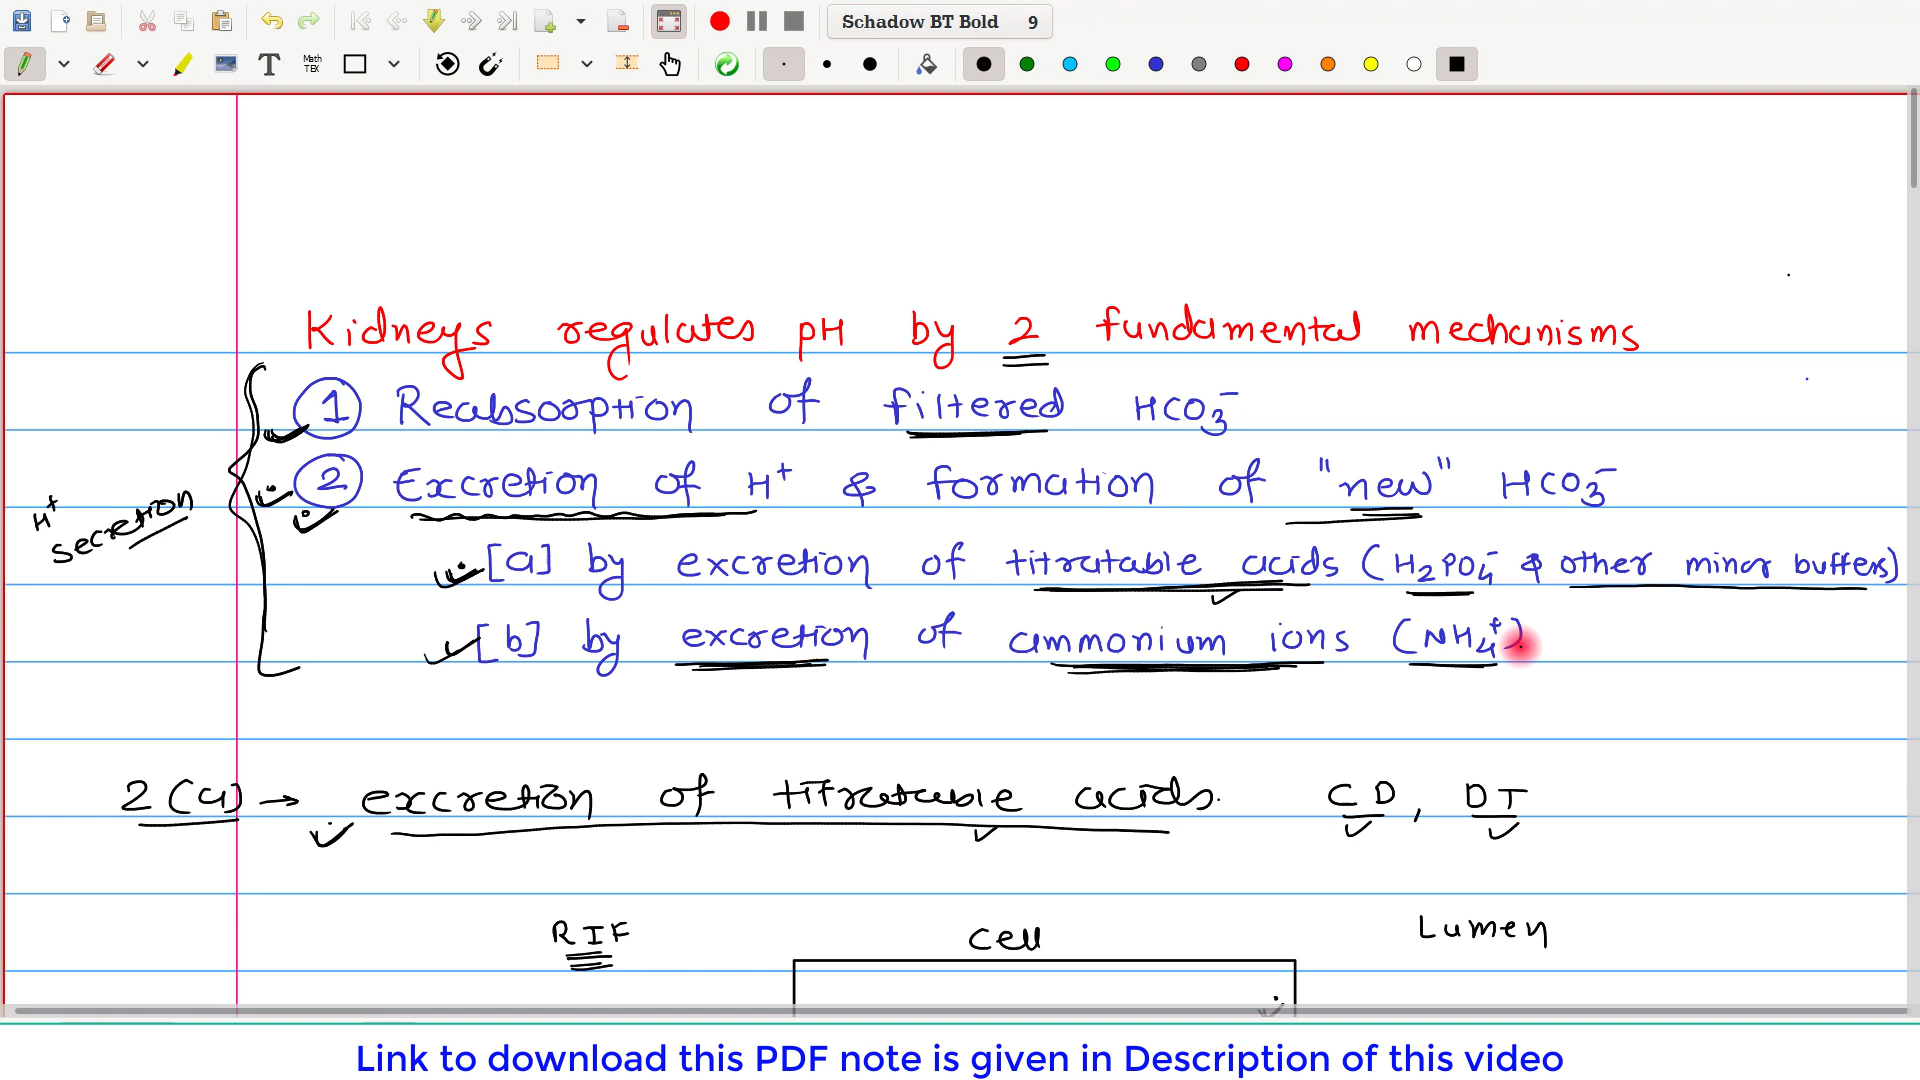 Schadow BT Bold 9
T Math TEX
Kidneys regulates pH by 2 fundamental mechanisms
1 Reabsorption of filtered HCO3-
2 Excretion of H+ & formation of "new" HCO3-
H+ secretion
[a] by excretion of titratable acids (H2PO4- & other minor buffers)
[b] by excretion of ammonium ions (NH4+)
2(a) → excretion of titratable acids. CD, DT
RIF Cell Lumen
Link to download this PDF note is given in Description of this video